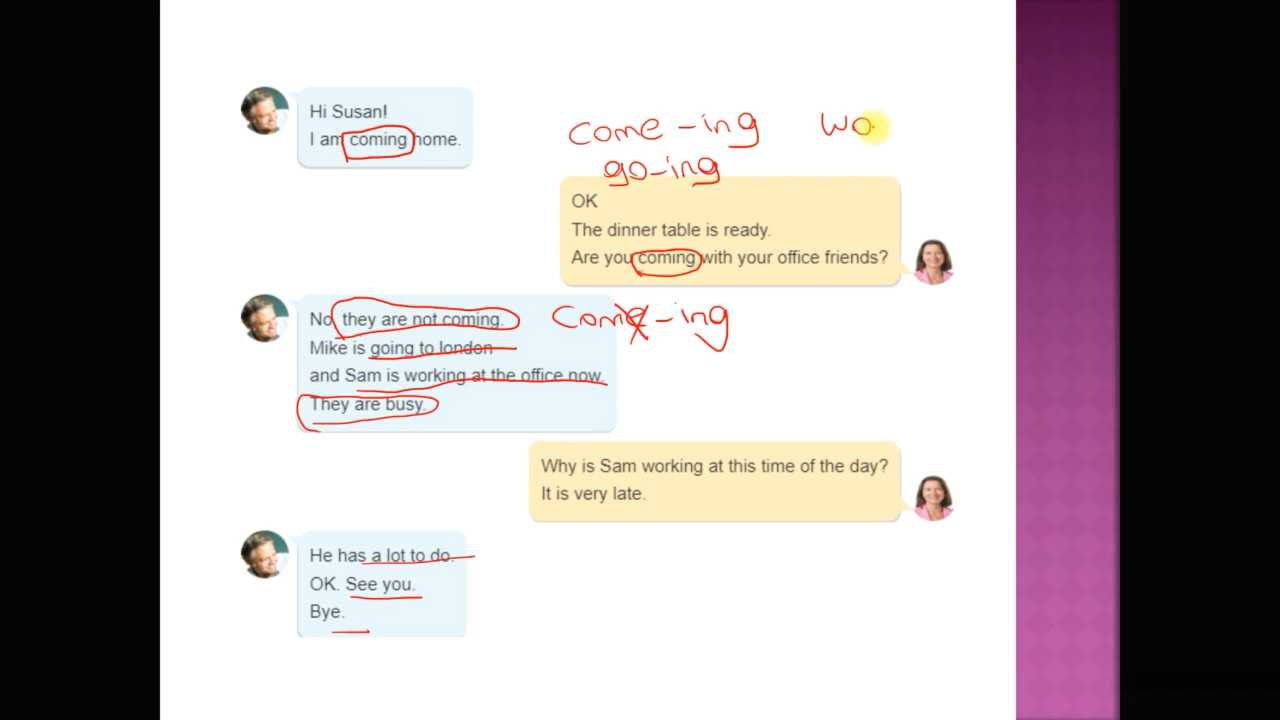 Hi Susan!
I am coming home.
come -ing wo
go-ing
OK
The dinner table is ready.
Are you coming with your office friends?
No, they are not coming.
Mike is going to london
and Sam is working at the office now.
They are busy.
come -ing
Why is Sam working at this time of the day?
It is very late.
He has a lot to do.
OK. See you.
Bye.